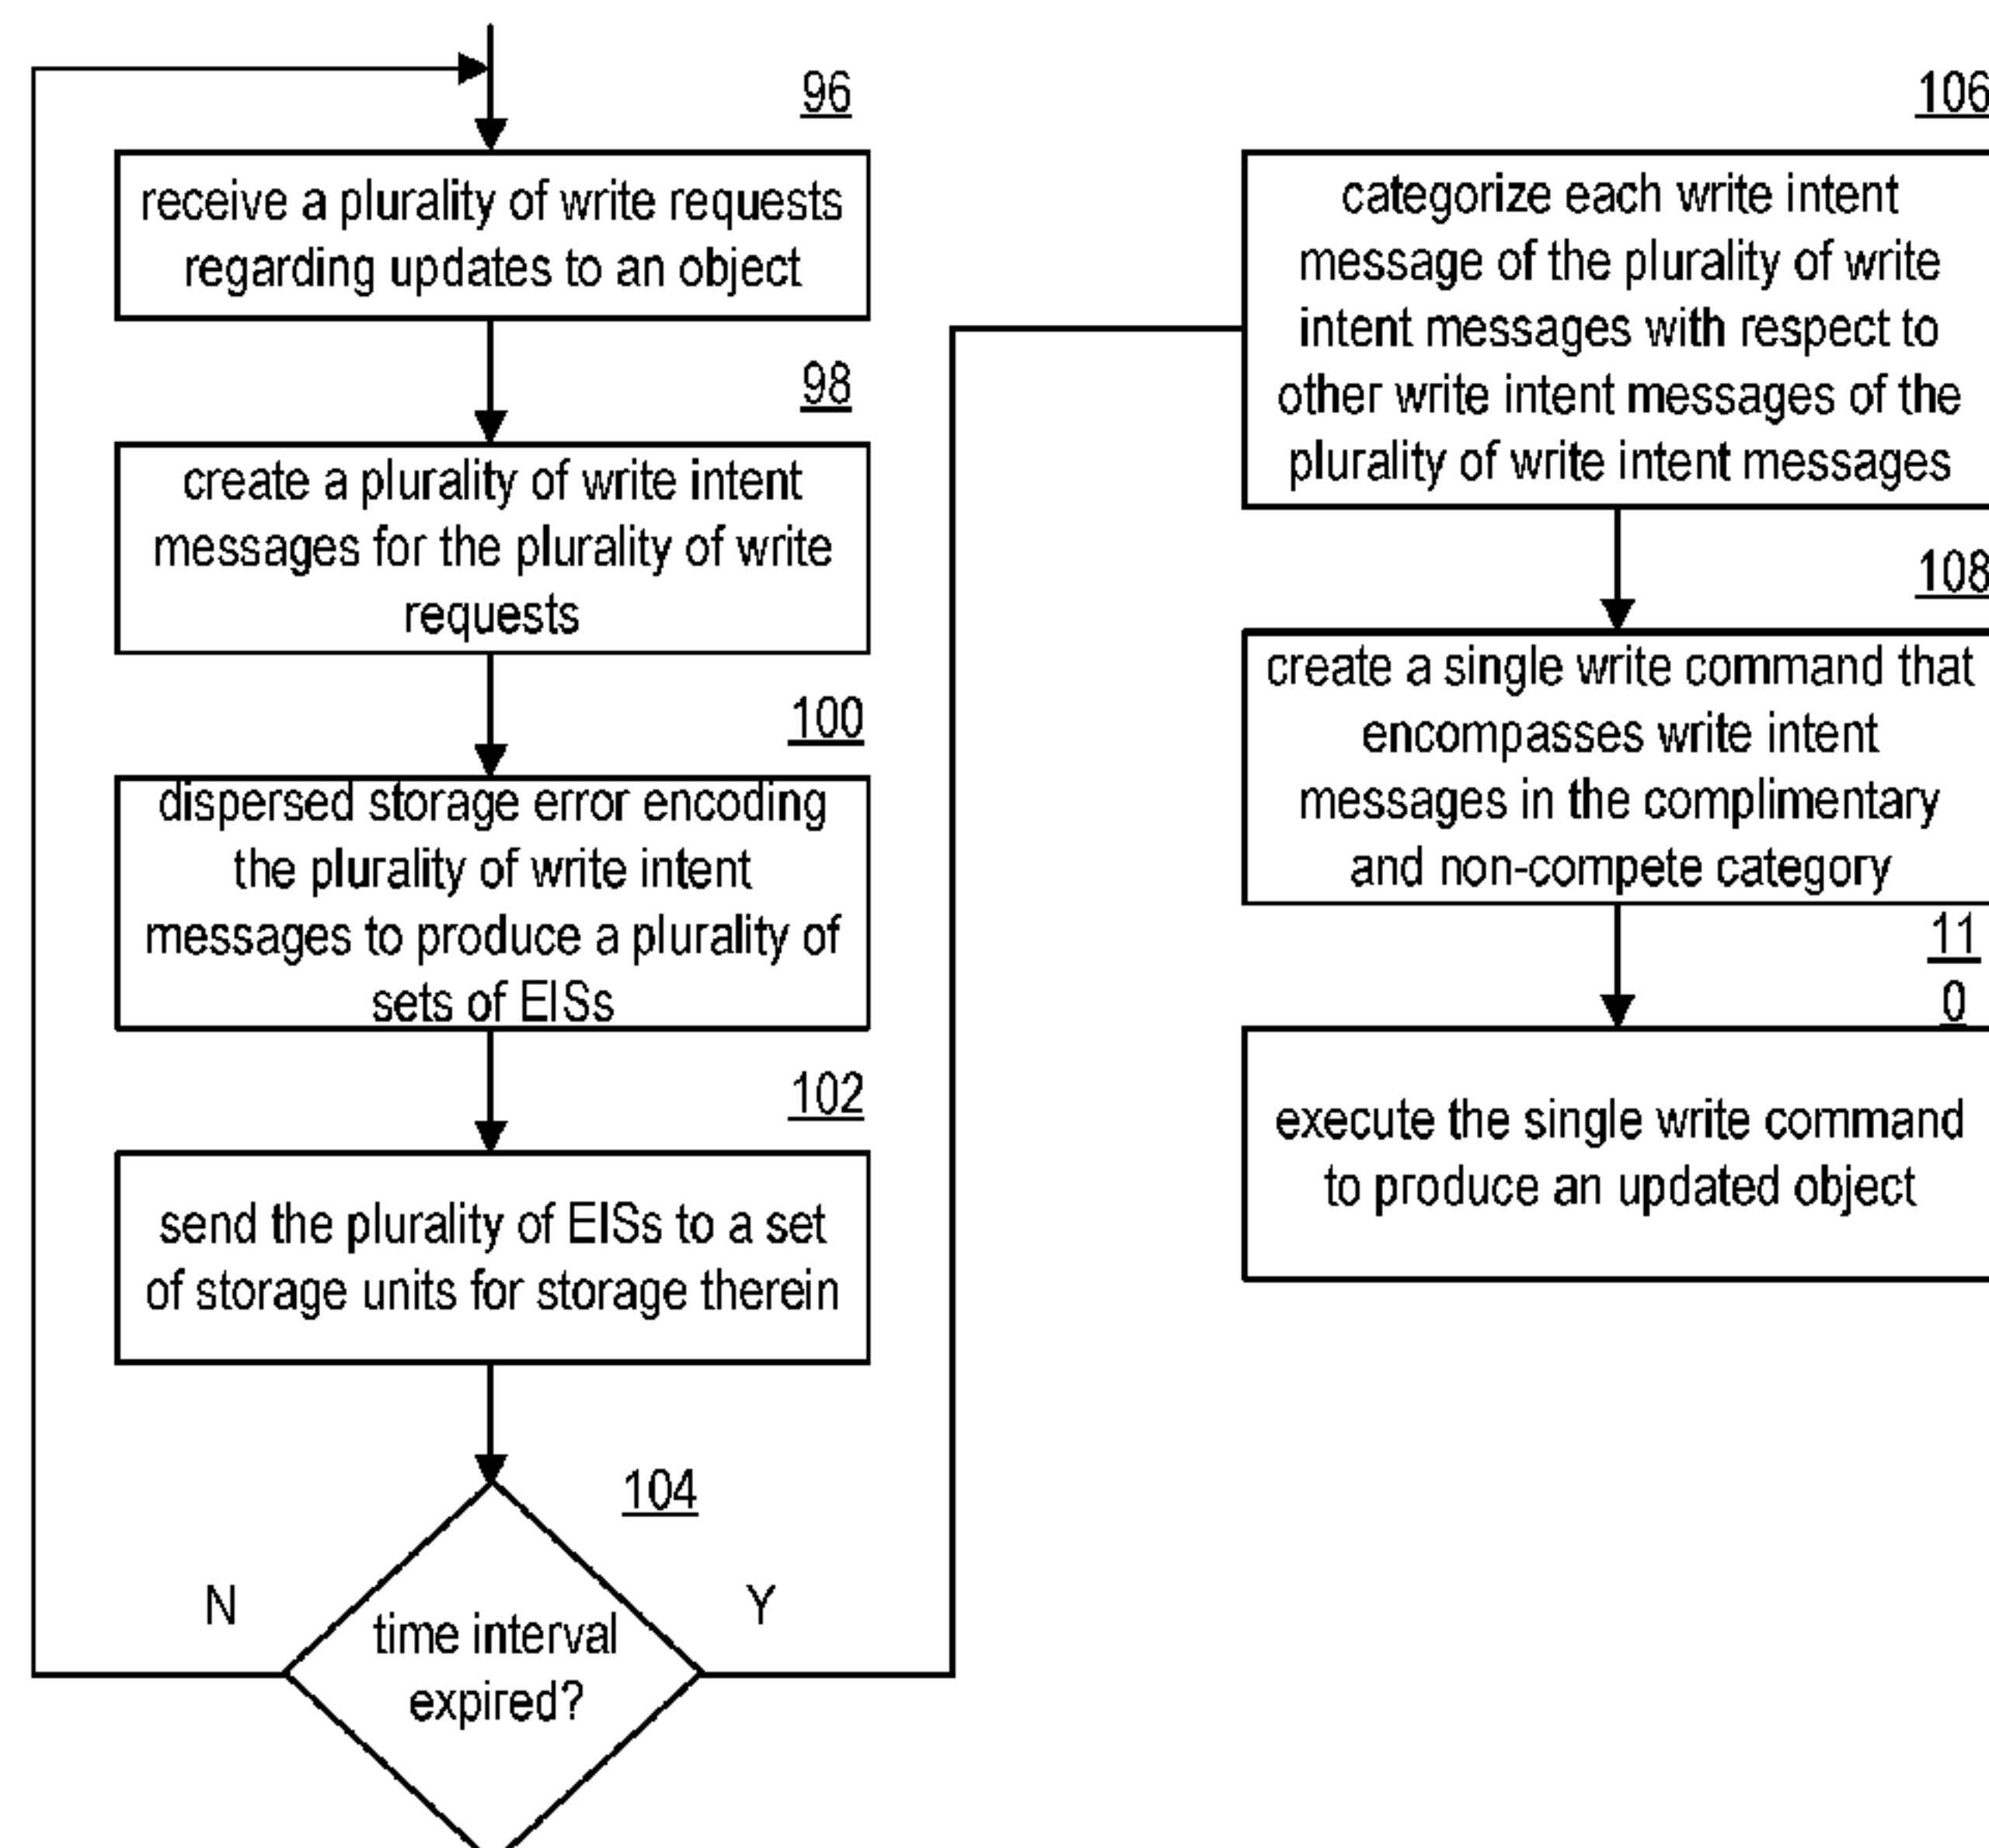 96
receive a plurality of write requests
regarding updates to an object
98
create a plurality of write intent
messages for the plurality of write
requests
100
dispersed storage error encoding
the plurality of write intent
messages to produce a plurality of
sets of EISs
102
send the plurality of EISs to a set
of storage units for storage therein
104
N
Y
time interval
expired?
106
categorize each write intent
message of the plurality of write
intent messages with respect to
other write intent messages of the
plurality of write intent messages
108
create a single write command that
encompasses write intent
messages in the complimentary
and non-compete category
11
0
execute the single write command
to produce an updated object